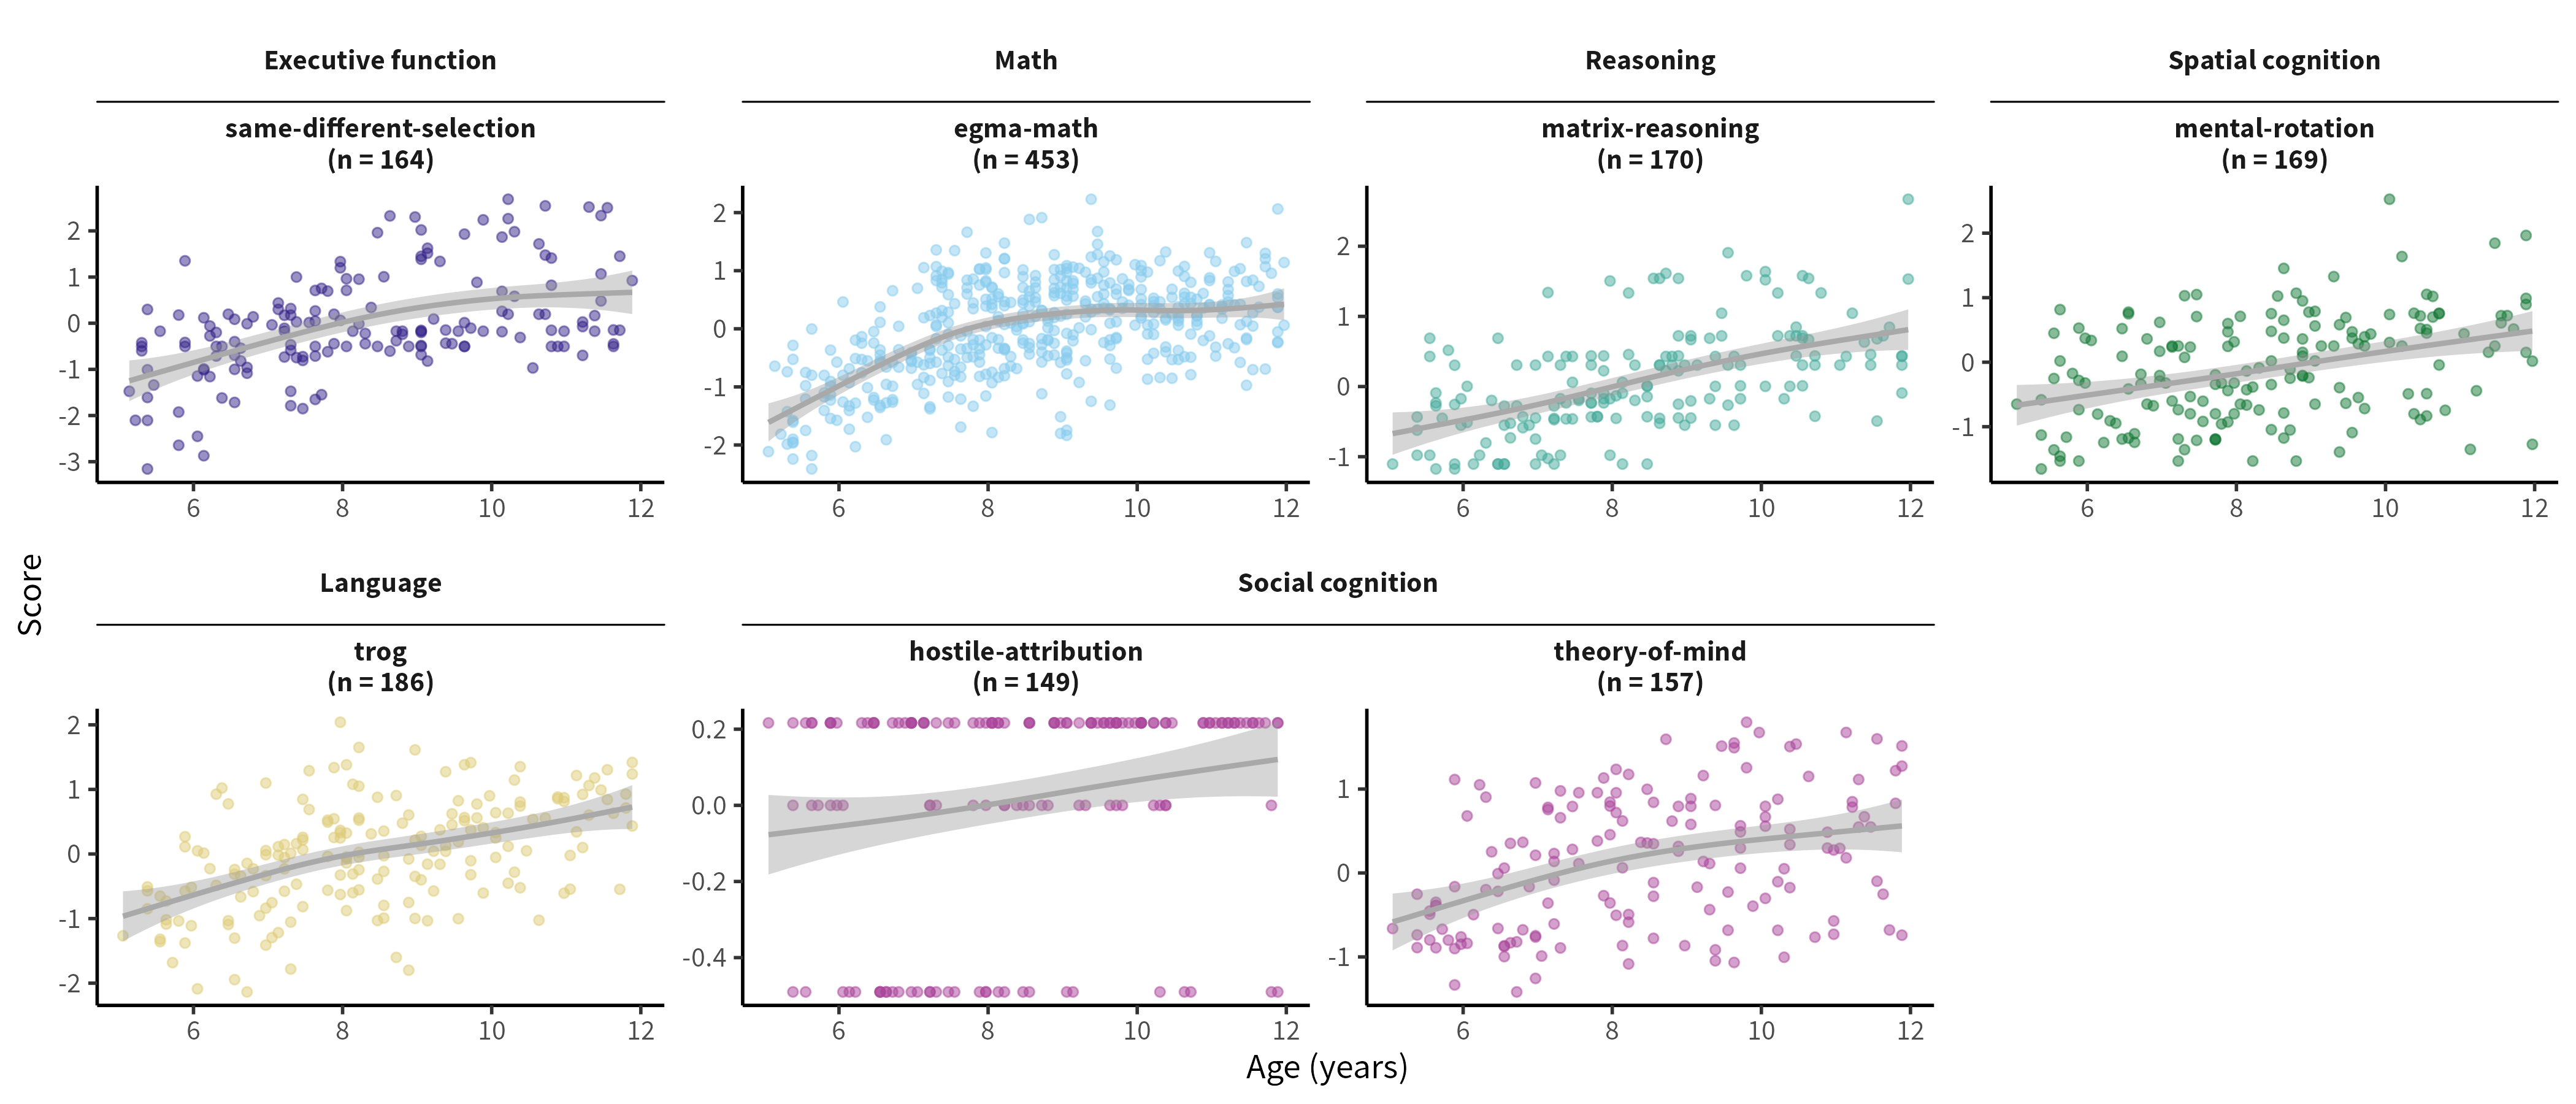 Executive function
Math
Reasoning
Spatial cognition
same-different-selection
(n = 164)
egma-math
(n = 453)
matrix-reasoning
(n = 170)
mental-rotation
(n = 169)
2
1
0
-1
-2
-3
6 8 10 12
2
1
0
-1
-2
6 8 10 12
2
1
0
-1
6 8 10 12
2
1
0
-1
6 8 10 12
Score
Language
Social cognition
trog
(n = 186)
hostile-attribution
(n = 149)
theory-of-mind
(n = 157)
2
1
0
-1
-2
6 8 10 12
0.2
0.0
-0.2
-0.4
6 8 10 12
1
0
-1
6 8 10 12
Age (years)